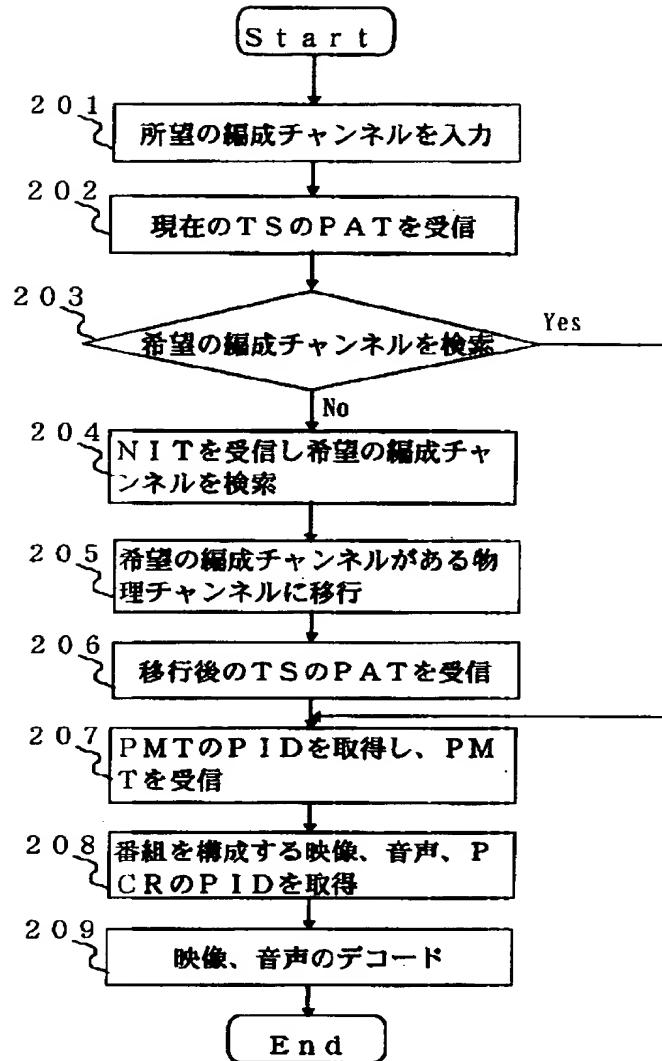 Start
201
所望の編成チャンネルを入力
202
現在のTSのPATを受信
203
希望の編成チャンネルを検索
Yes
No
204
NITを受信し希望の編成チャ
ンネルを検索
205
希望の編成チャンネルがある物
理チャンネルに移行
206
移行後のTSのPATを受信
207
PMTのPIDを取得し、PM
Tを受信
208
番組を構成する映像、音声、P
CRのPIDを取得
209
映像、音声のデコード
End